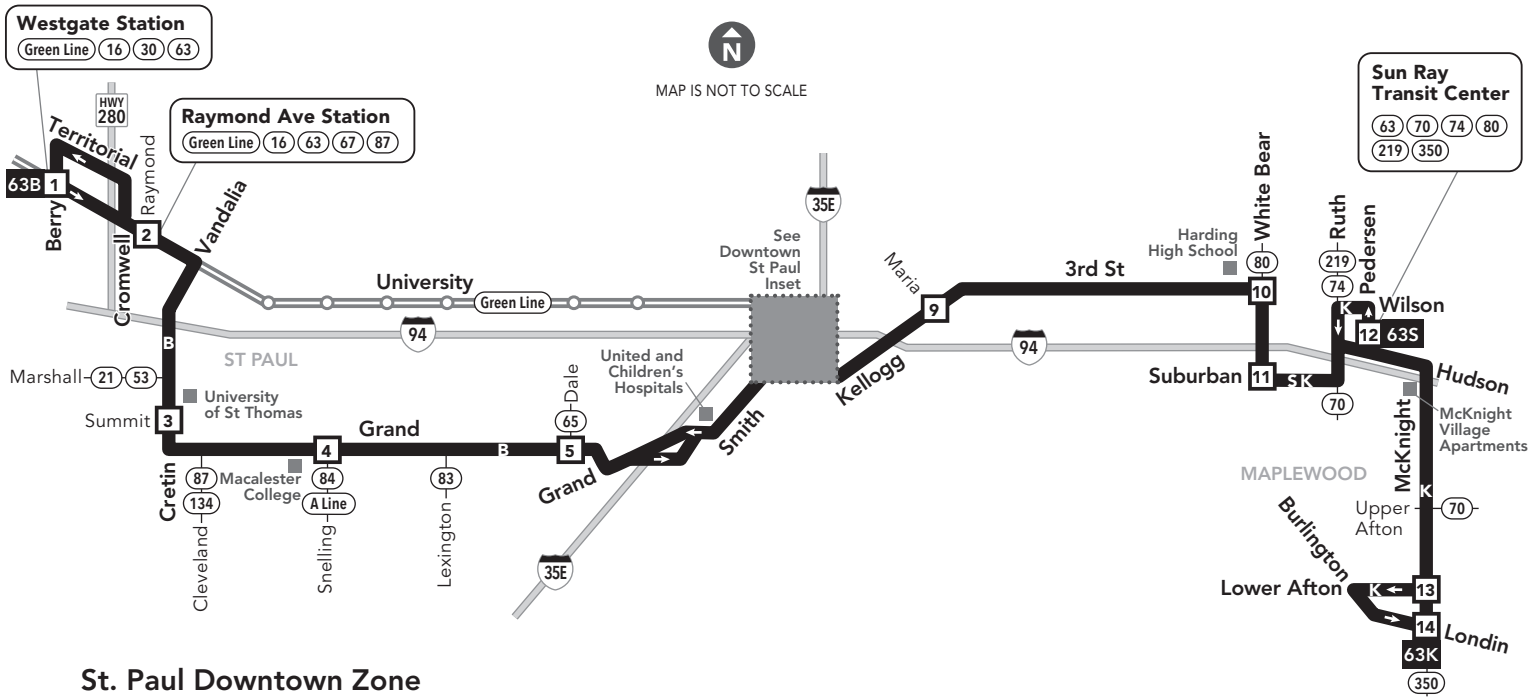 Westgate Station
Green Line 16 30 63
HWY
280
Raymond Ave Station
Green Line 16 63 67 87
N
MAP IS NOT TO SCALE
Sun Ray
Transit Center
63 70 74 80
219 350
Territorial
Raymond
63B 1
Berry
Cromwell
2
Vandalia
University
Green Line
94
ST PAUL
B
Marshall 21 53
University
of St Thomas
Summit 3
Grand
Cretin
87
134
Cleveland
Macalester
College
4
84
A Line
Snelling
83
Lexington
B
Dale
65
5
Grand
United and
Children's
Hospitals
Smith
35E
35E
See
Downtown
St Paul
Inset
Kellogg
Maria
9
3rd St
94
Harding
High School
White Bear
80
10
Suburban 11
S K
Ruth
219
74
70
Pedersen
K
Wilson
12 63S
Hudson
McKnight
Village
Apartments
McKnight
MAPLEWOOD
K
Upper
Afton
70
Burlington
Lower Afton
K
13
14
Londin
63K
350
St. Paul Downtown Zone